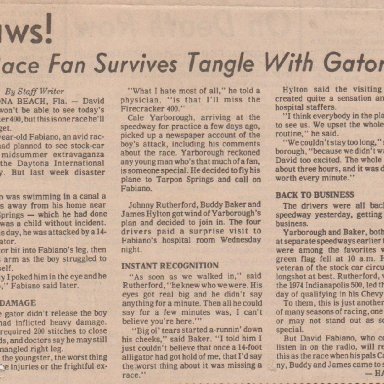 aws!
ace Fan Survives Tangle With Gator
By Staff Writer
ONA BEACH, Fla. — David
won't be able to see today's
er 400, but this is one race he'll
rget.
year-old Fabiano, an avid rac-
had planned to see stock-car
midsummer extravaganza
the Daytona International
ay. But last week disaster
o was swimming in a canal a
s away from his home near
Springs — which he had done
was a child without incident.
s day, he was attacked by a 14-
ator.
or bit into Fabiano's leg, then
arm as the boy struggled to
self.
y I poked him in the eye and he
o," Fabiano said later.
DAMAGE
e gator didn't release the boy
had inflicted heavy damage.
required 200 stitches to close
ds, and doctors say he may still
mangled right leg.
the youngster, the worst thing
e injuries or the frightful ex-
"What I hate most of all," he told a
physician, "is that I'll miss the
Firecracker 400."
Cale Yarborough, arriving at the
speedway for practice a few days ago,
picked up a newspaper account of the
boy's attack, including his comments
about the race. Yarborough reckoned
any young man who's that much of a fan,
is someone special. He decided to fly his
plane to Tarpon Springs and call on
Fabiano.
Johnny Rutherford, Buddy Baker and
James Hylton got wind of Yarborough's
plan and decided to join in. The four
drivers paid a surprise visit to
Fabiano's hospital room Wednesday
night.
INSTANT RECOGNITION
"As soon as we walked in," said
Rutherford, "he knew who we were. His
eyes got real big and he didn't say
anything for a minute. Then all he could
say for a few minutes was, I can't
believe you're here.'"
"Big ol' tears started a-runnin' down
his cheeks," said Baker. "I told him I
just couldn't believe that once a 14-foot
alligator had got hold of me, that I'd say
the worst thing about it was missing a
race."
Hylton said the visiting
created quite a sensation am
hospital staffers.
"I think everybody in the pla
to see us. We upset the whole
routine," he said.
"We couldn't stay too long," s
borough, "because we didn't w
David too excited. The whole
about three hours, and it was de
worth every minute."
BACK TO BUSINESS
The drivers were all back
speedway yesterday, getting
business.
Yarborough and Baker, both
at separate speedways earlier t
were among the favorites w
green flag fell at 10 a.m. H
veteran of the stock car circu
longshot at best. Rutherford, w
the 1974 Indianapolis 500, led th
day of qualifying in his Chevy
To them, this is just another
of many seasons of racing, one
or may not stand out as so
special.
But David Fabiano, who co
listen in on the radio, will re
this as the race when his pals C
ny, Buddy and James came to
— HA